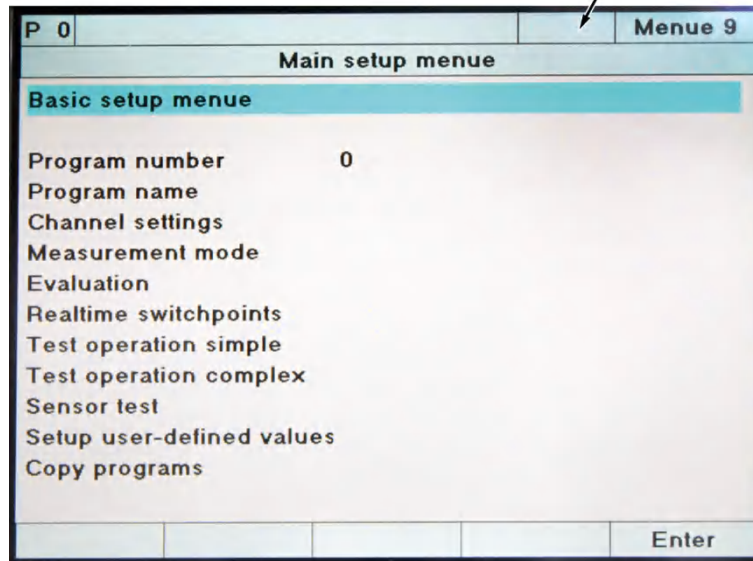 P 0 Menue 9
Main setup menue
Basic setup menue
Program number 0
Program name
Channel settings
Measurement mode
Evaluation
Realtime switchpoints
Test operation simple
Test operation complex
Sensor test
Setup user-defined values
Copy programs
Enter